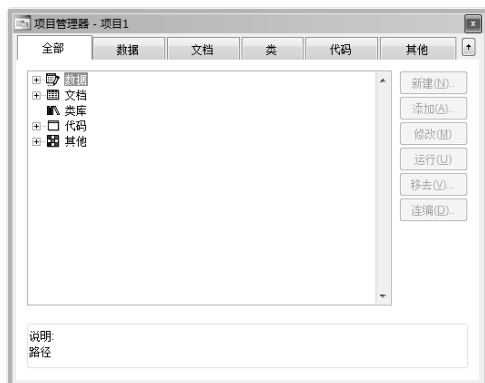 项目管理器 - 项目1
全部 数据 文档 类 代码 其他
数据
文档
类库
代码
其他
新建(N)..
添加(A)..
修改(M)
运行(U)
移去(V)...
连编(D)..
说明:
路径